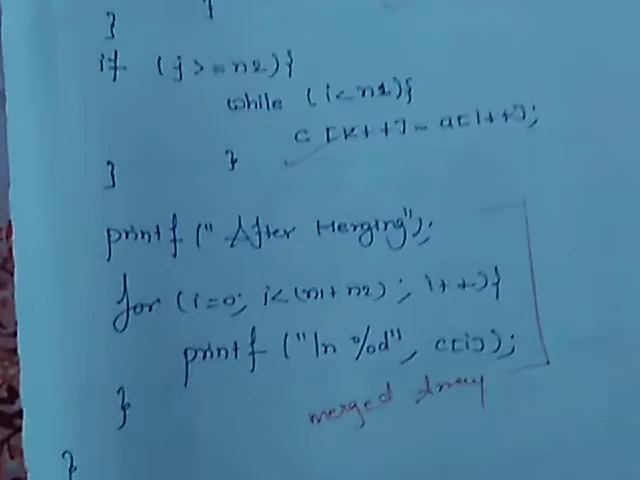 }
}
if (j>=n2){
while (i<n1){
c[k++]=a[i++];
}
}
printf("After Merging");
for (i=0; i<(n1+n2); i++){
printf("\n %d", c[i]);
}
merged Array
}